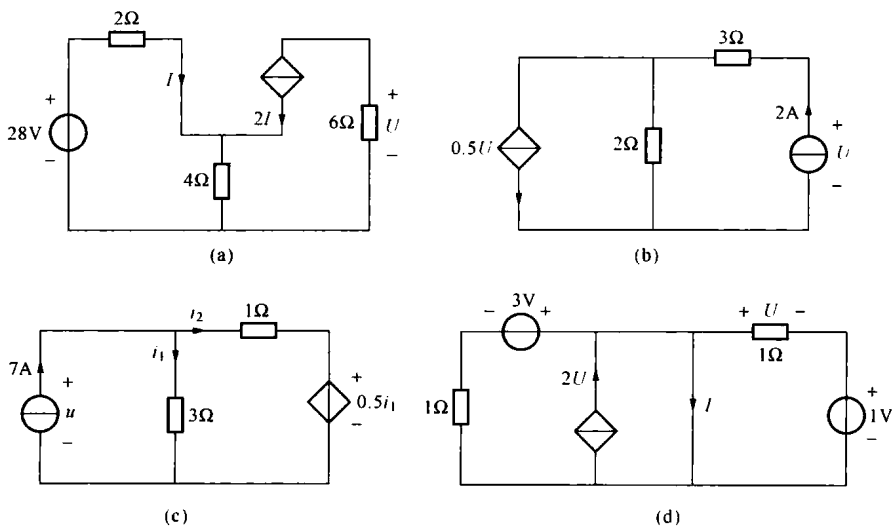 2Ω
I
+
28V
−
2I
4Ω
6Ω
+
U
−
(a)
3Ω
0.5U
2Ω
2A
+
U
−
(b)
i₂
1Ω
i₁
7A
+
u
−
3Ω
+
0.5i₁
−
(c)
− 3V +
+ U −
1Ω
2U
I
1Ω
+
1V
−
(d)